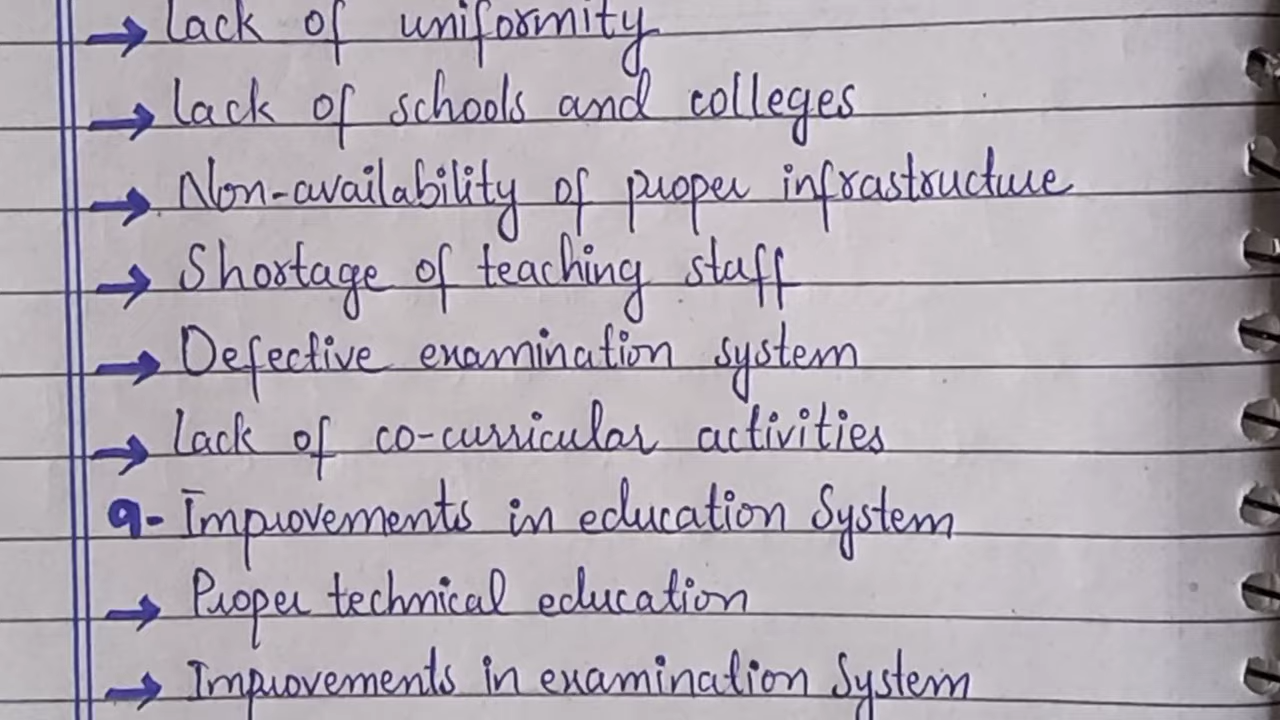 → Lack of uniformity
→ Lack of schools and colleges
→ Non-availability of proper infrastructure
→ Shortage of teaching staff
→ Defective examination system
→ Lack of co-curricular activities
9- Improvements in education System
→ Proper technical education
→ Improvements in examination System